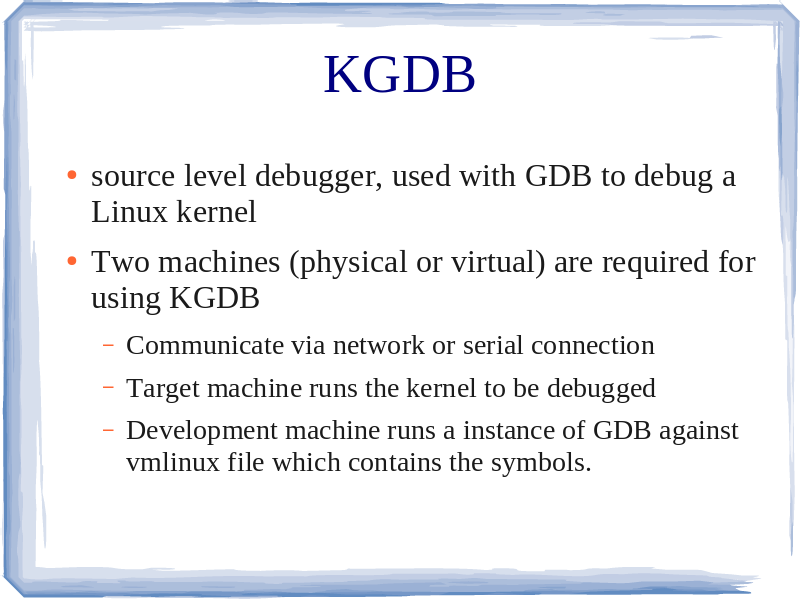 KGDB
• source level debugger, used with GDB to debug a
Linux kernel
• Two machines (physical or virtual) are required for
using KGDB
– Communicate via network or serial connection
– Target machine runs the kernel to be debugged
– Development machine runs a instance of GDB against
vmlinux file which contains the symbols.